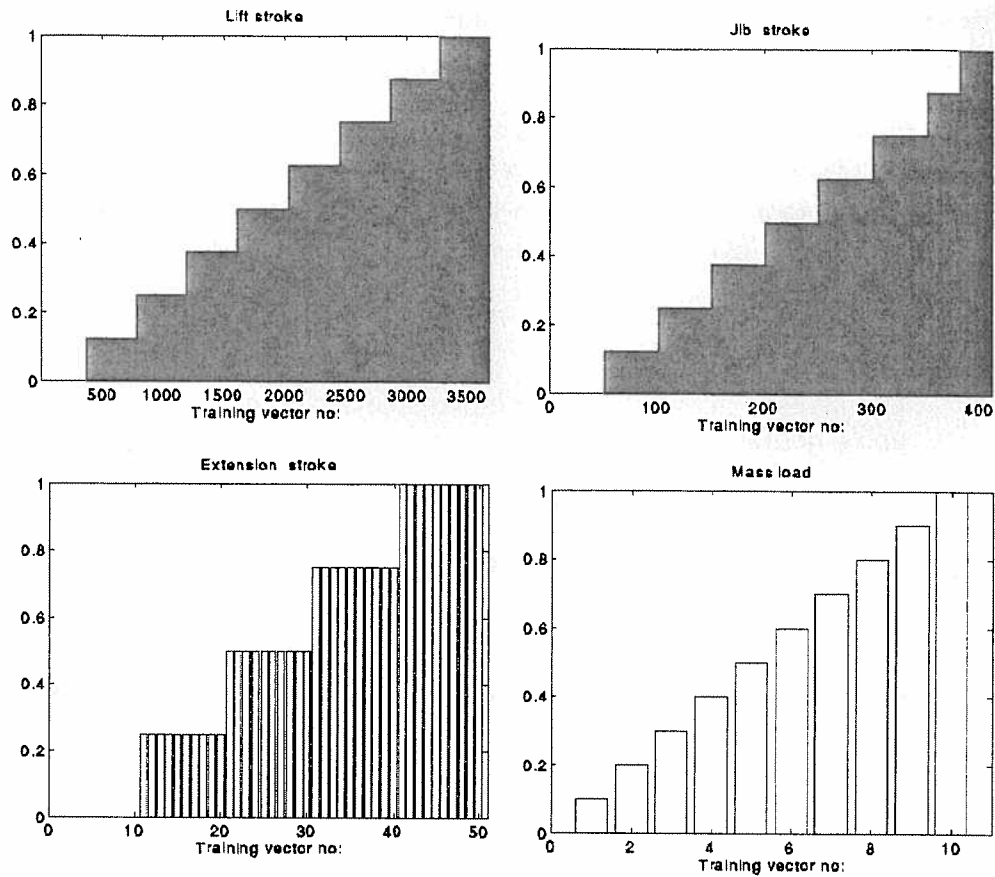 Lift stroke
1
0.8
0.6
0.4
0.2
0
500 1000 1500 2000 2500 3000 3500
Training vector no:
Jib stroke
1
0.8
0.6
0.4
0.2
0
0 100 200 300 400
Training vector no:
Extension stroke
1
0.8
0.6
0.4
0.2
0
0 10 20 30 40 50
Training vector no:
Mass load
1
0.8
0.6
0.4
0.2
0
0 2 4 6 8 10
Training vector no: